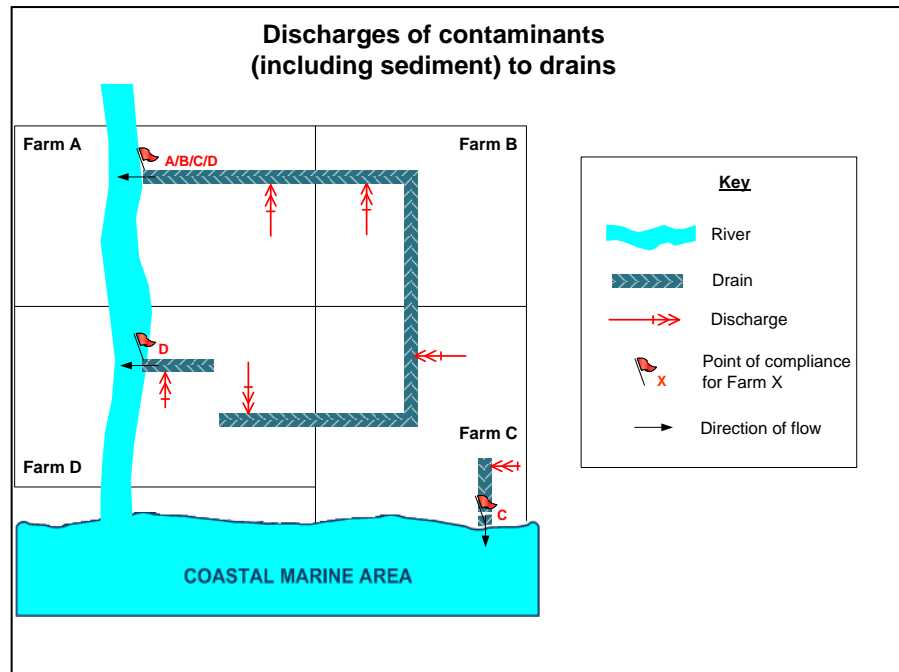 Discharges of contaminants
(including sediment) to drains
Farm A
A/B/C/D
Farm B
D
Farm D
Farm C
C
COASTAL MARINE AREA
Key
River
Drain
Discharge
X
Point of compliance
for Farm X
Direction of flow